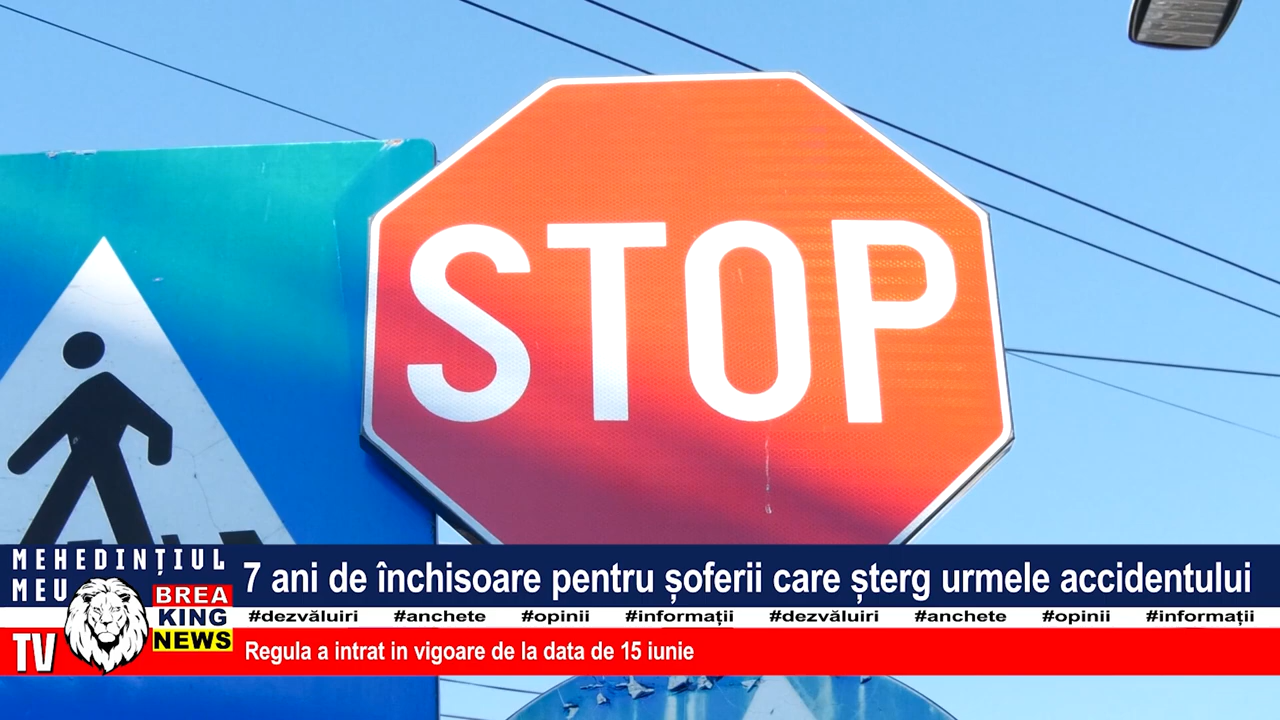 STOP
MEHEDINȚIUL
MEU
TV
BREA
KING
NEWS
7 ani de închisoare pentru șoferii care șterg urmele accidentului
#dezvăluiri #anchete #opinii #informații #dezvăluiri #anchete #opinii #informații
Regula a intrat in vigoare de la data de 15 iunie